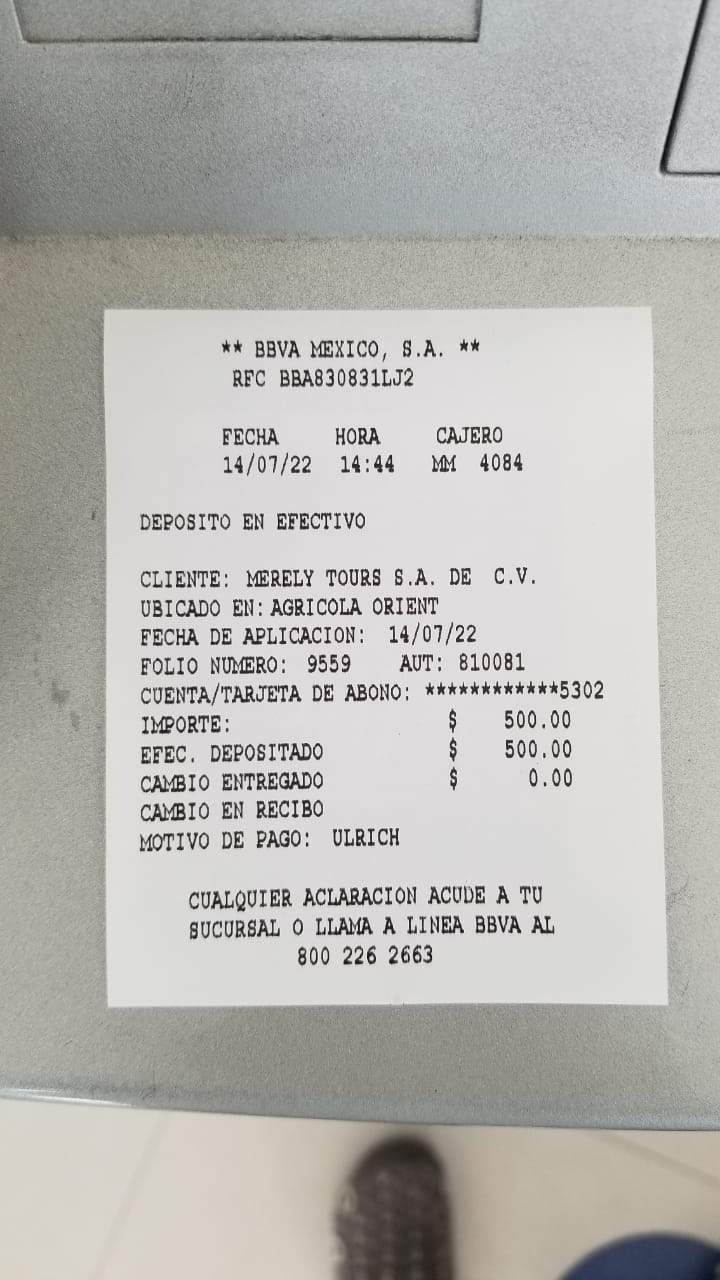 ** BBVA MEXICO, S.A. **
RFC BBA830831LJ2
FECHA HORA CAJERO
14/07/22 14:44 MM 4084
DEPOSITO EN EFECTIVO
CLIENTE: MERELY TOURS S.A. DE C.V.
UBICADO EN: AGRICOLA ORIENT
FECHA DE APLICACION: 14/07/22
FOLIO NUMERO: 9559 AUT: 810081
CUENTA/TARJETA DE ABONO: ************5302
IMPORTE: $ 500.00
EFEC. DEPOSITADO $ 500.00
CAMBIO ENTREGADO $ 0.00
CAMBIO EN RECIBO
MOTIVO DE PAGO: ULRICH
CUALQUIER ACLARACION ACUDE A TU
SUCURSAL O LLAMA A LINEA BBVA AL
800 226 2663